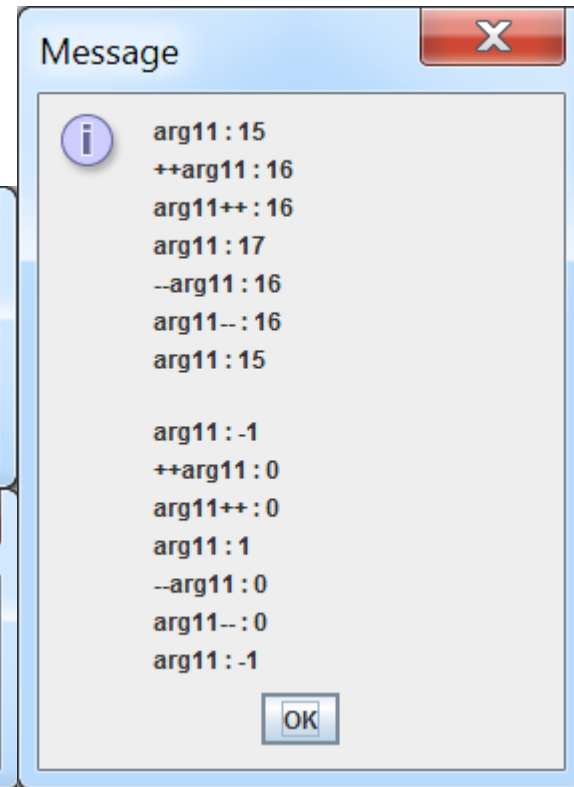 Message
arg11 : 15
++arg11 : 16
arg11++ : 16
arg11 : 17
--arg11 : 16
arg11-- : 16
arg11 : 15
arg11 : -1
++arg11 : 0
arg11++ : 0
arg11 : 1
--arg11 : 0
arg11-- : 0
arg11 : -1
OK